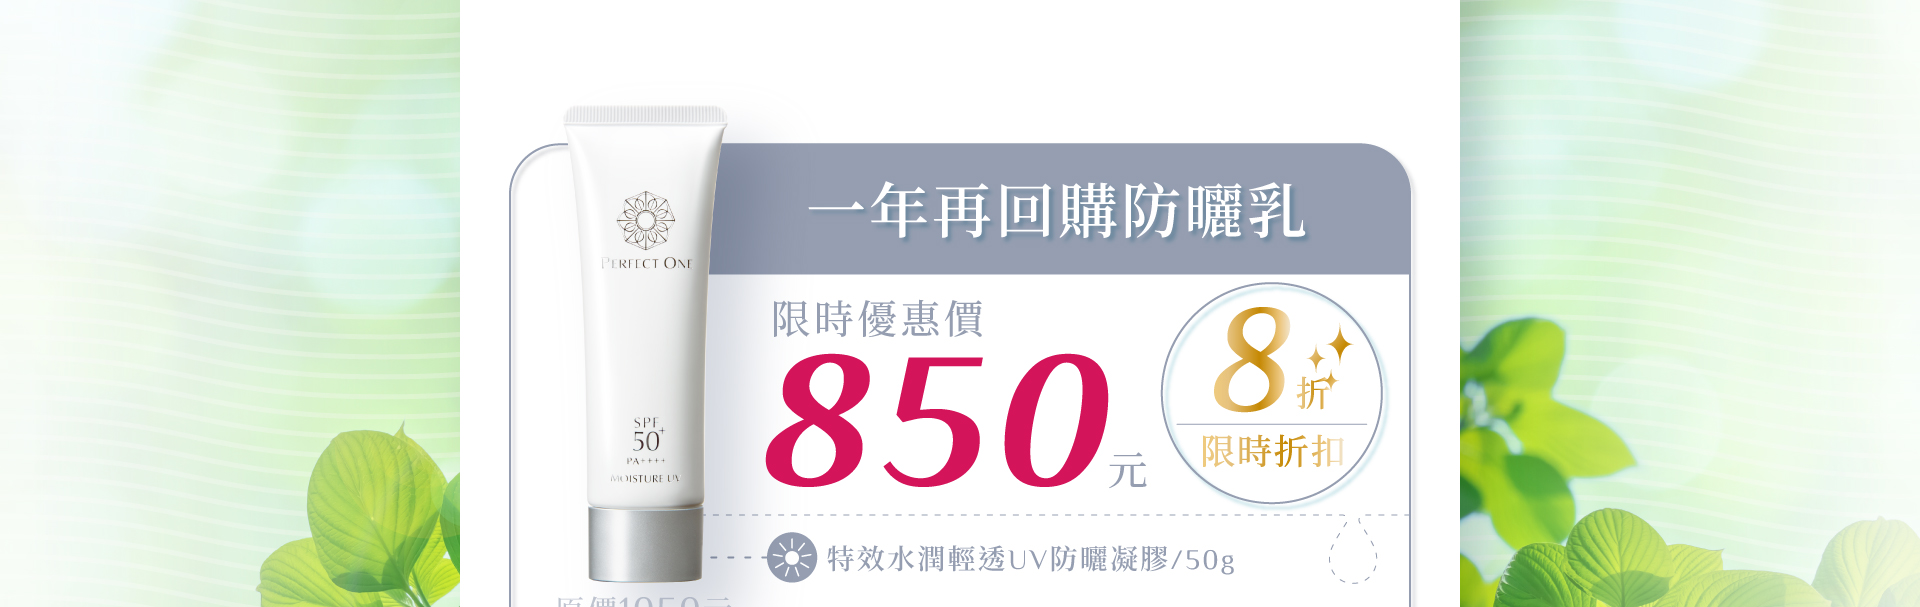 一年再回購防曬乳
PERFECT ONE
限時優惠價
850元
8折
限時折扣
SPF
50+
PA++++
MOISTURE UV
特效水潤輕透UV防曬凝膠/50g